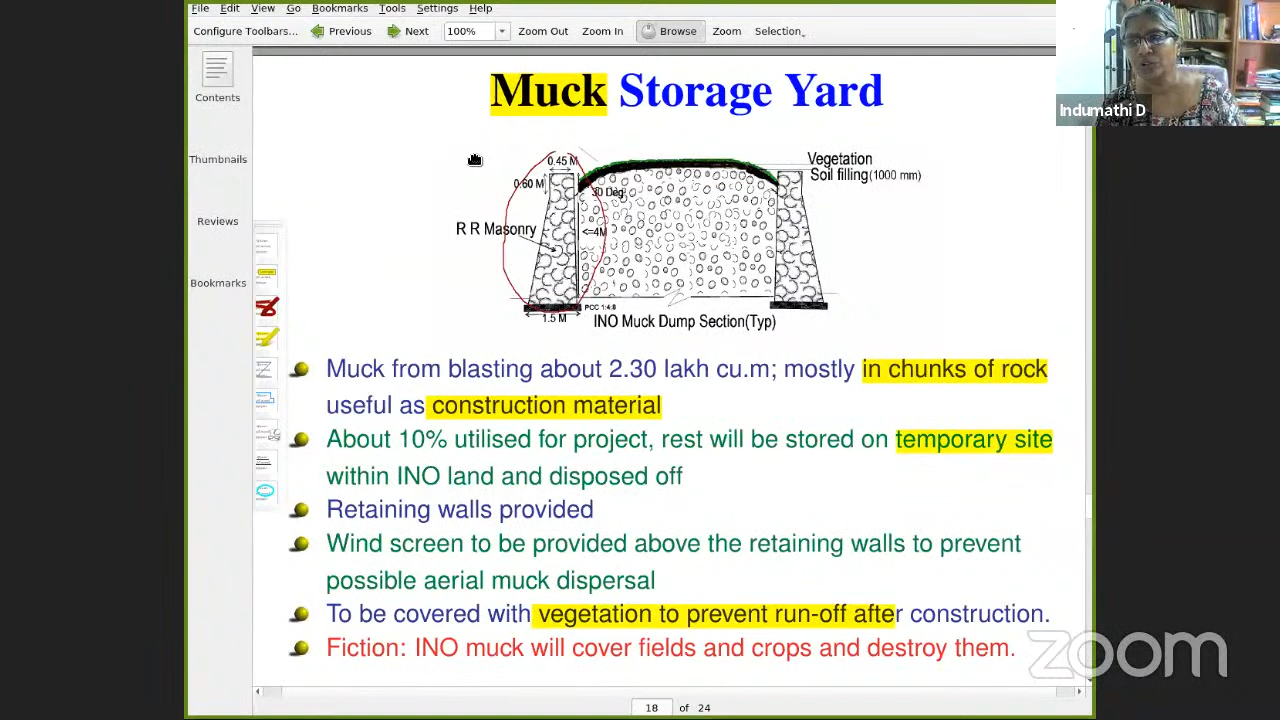 File Edit View Go Bookmarks Tools Settings Help
Configure Toolbars... Previous Next 100% Zoom Out Zoom In Browse Zoom Selection
Contents
Thumbnails
Reviews
Bookmarks
Indumathi D
Muck Storage Yard
0.45 M
0.60 M
30 Deg
R R Masonry
4M
Vegetation
Soil filling(1000 mm)
PCC 1:4:8
1.5 M
INO Muck Dump Section(Typ)
Muck from blasting about 2.30 lakh cu.m; mostly in chunks of rock
useful as construction material
About 10% utilised for project, rest will be stored on temporary site
within INO land and disposed off
Retaining walls provided
Wind screen to be provided above the retaining walls to prevent
possible aerial muck dispersal
To be covered with vegetation to prevent run-off after construction.
Fiction: INO muck will cover fields and crops and destroy them.
zoom
18 of 24